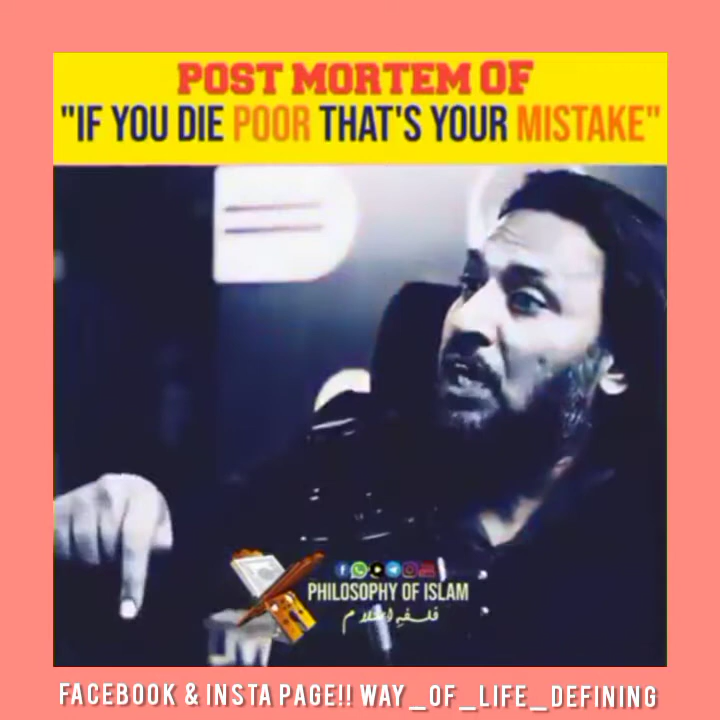 POST MORTEM OF
"IF YOU DIE POOR THAT'S YOUR MISTAKE"
PHILOSOPHY OF ISLAM
فلسفہ اسلام
FACEBOOK & INSTA PAGE!! WAY_OF_LIFE_DEFINING